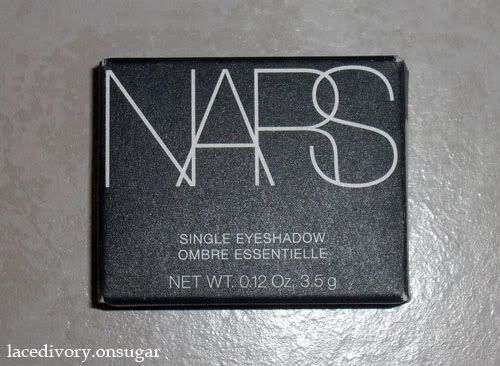 NARS
SINGLE EYESHADOW
OMBRE ESSENTIELLE
NET WT. 0.12 Oz, 3.5 g
lacedivory.onsugar